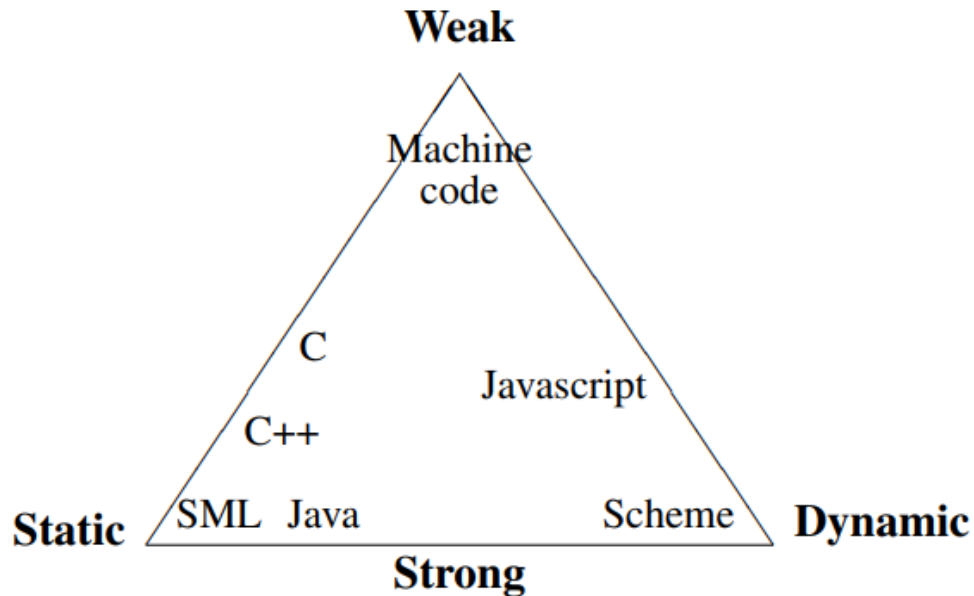 Weak
Machine
code
C
Javascript
C++
SML Java Scheme
Static Dynamic
Strong